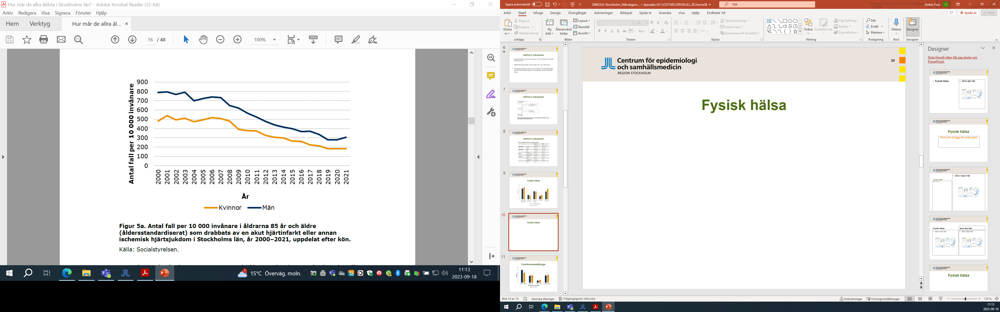 Hur mår de allra äldsta i Stockholms län? - Adobe Acrobat Reader (32-bit)
Arkiv Redigera Visa Signera Fönster Hjälp
Hem Verktyg Hur mår de allra äl... ×
16 / 48 100%
Antal fall per 10 000 invånare
900
800
700
600
500
400
300
200
100
0
2000 2001 2002 2003 2004 2005 2006 2007 2008 2009 2010 2011 2012 2013 2014 2015 2016 2017 2018 2019 2020 2021
År
Kvinnor Män
Figur 5a. Antal fall per 10 000 invånare i åldrarna 85 år och äldre
(åldersstandardiserat) som drabbats av en akut hjärtinfarkt eller annan
ischemisk hjärtsjukdom i Stockholms län, år 2000–2021, uppdelat efter kön.
Källa: Socialstyrelsen.
15°C Överväg. moln.
11:13
2023-09-18
Spara automatiskt SWEOLD-Stockholm_Måndagsm... • Sparades till \\C01FS03.ORION.SLL.SE\home3$ Sök Stefan Fors SF
Arkiv Start Infoga Design Övergångar Animeringar Bildspel Spela in Granska Visa Hjälp EndNote X9 Spela in Dela
Klistra in Klipp ut Kopiera Hämta format
Urklipp
Ny bild Återanvänd bilder Layout Återställ Avsnitt
Bilder
32
F K U S ab AV Aa A
Tecken
Textorientering Justera text Konvertera till SmartArt
Stycke
Ordna Snabbformat Figurfyllning Kontur Figureffekter
Ritning
Sök Ersätt Markera
Redigering
Diktera
Röst
Designer
Designer
6
SWEOLD-Stockholm
7
SWEOLD-Stockholm
8
SWEOLD-Stockholm
9
Fysisk hälsa
10
Fysisk hälsa
11
Funktionsnedsättningar
Centrum för epidemiologi
och samhällsmedicin
REGION STOCKHOLM
10
Fysisk hälsa
Designer
Sluta föreslå idéer tills jag startar om
PowerPoint.
• Fysisk hälsa • Skriv text här
Fysisk hälsa
Klicka för att lägga till underrubrik
• Skriv text här
Fysisk hälsa
Fysisk hälsa Skriv text här
• Skriv text här • Skriv text här
Fysisk hälsa
Bild 10 av 19 Svenska (Sverige) Tillgänglighet: Utforska Anteckningar Visningsinställningar 130 %
11:13
2023-09-18